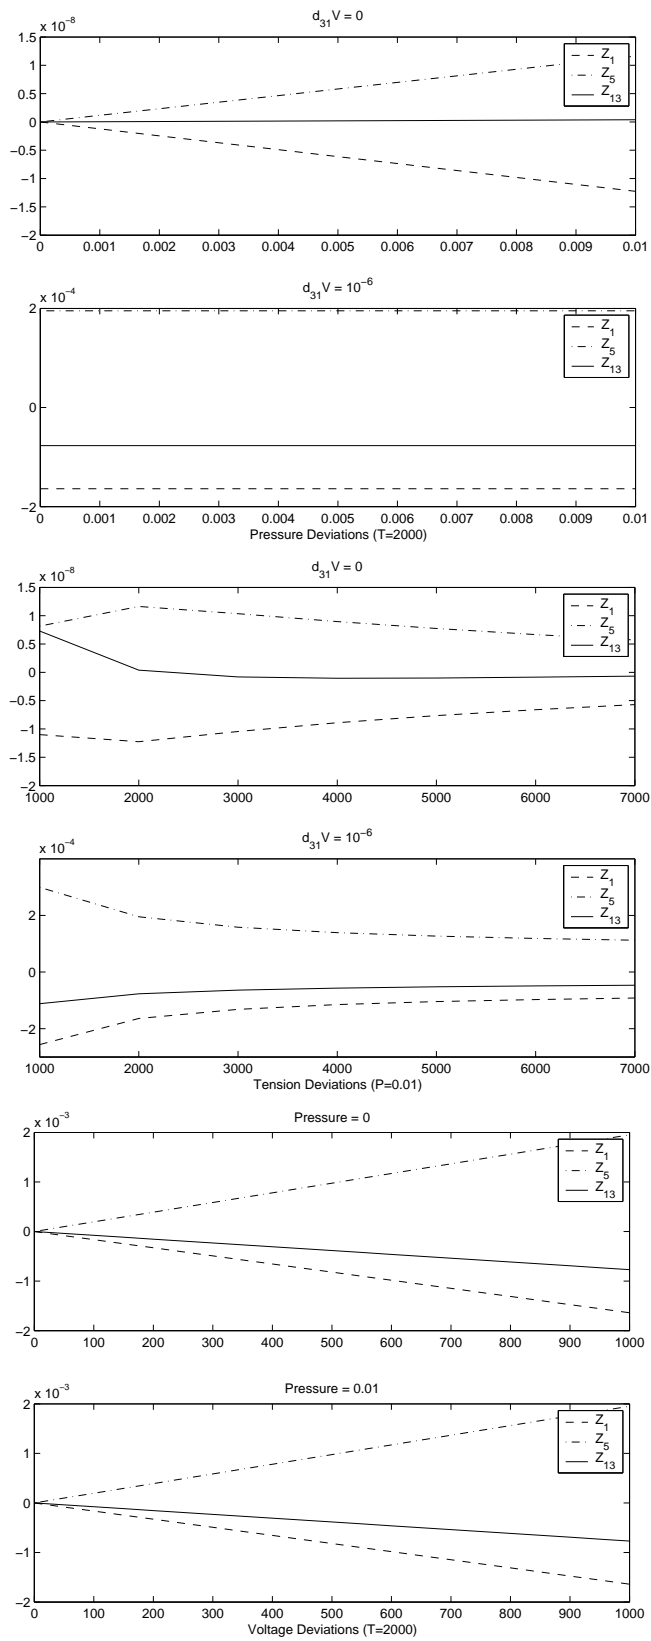 d31V = 0
x 10−8
1.5
1
0.5
0
−0.5
−1
−1.5
−2
Z1
Z5
Z13
0 0.001 0.002 0.003 0.004 0.005 0.006 0.007 0.008 0.009 0.01
d31V = 10−6
x 10−4
2
0
−2
Z1
Z5
Z13
0 0.001 0.002 0.003 0.004 0.005 0.006 0.007 0.008 0.009 0.01
Pressure Deviations (T=2000)
d31V = 0
x 10−8
1.5
1
0.5
0
−0.5
−1
−1.5
−2
Z1
Z5
Z13
1000 2000 3000 4000 5000 6000 7000
d31V = 10−6
x 10−4
2
0
−2
Z1
Z5
Z13
1000 2000 3000 4000 5000 6000 7000
Tension Deviations (P=0.01)
Pressure = 0
x 10−3
2
1
0
−1
−2
Z1
Z5
Z13
0 100 200 300 400 500 600 700 800 900 1000
Pressure = 0.01
x 10−3
2
1
0
−1
−2
Z1
Z5
Z13
0 100 200 300 400 500 600 700 800 900 1000
Voltage Deviations (T=2000)